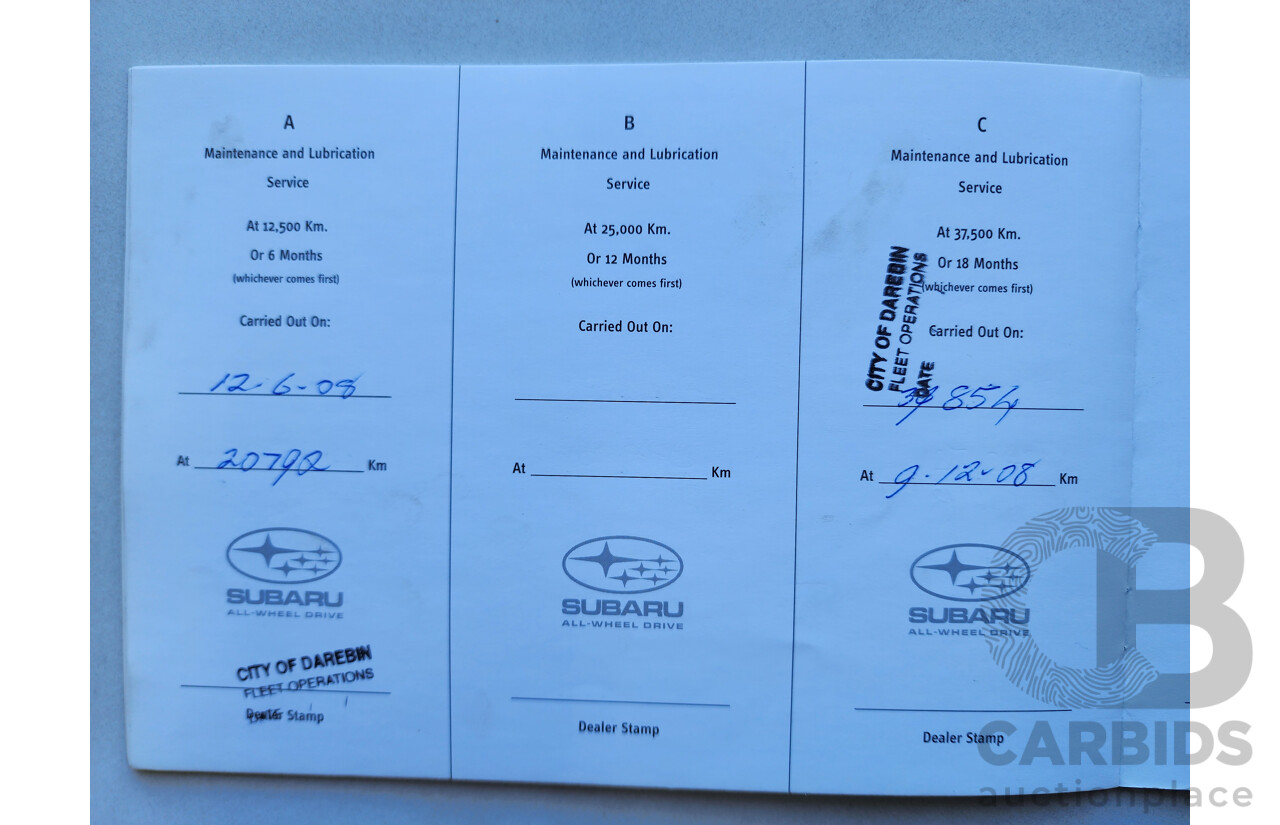 A
Maintenance and Lubrication
Service
At 12,500 Km.
Or 6 Months
(whichever comes first)
Carried Out On:
12-6-08
At 20792 Km
SUBARU
ALL-WHEEL DRIVE
CITY OF DAREBIN
FLEET OPERATIONS
Dealer Stamp
B
Maintenance and Lubrication
Service
At 25,000 Km.
Or 12 Months
(whichever comes first)
Carried Out On:
At Km
SUBARU
ALL-WHEEL DRIVE
Dealer Stamp
C
Maintenance and Lubrication
Service
At 37,500 Km.
Or 18 Months
(whichever comes first)
Carried Out On:
CITY OF DAREBIN
FLEET OPERATIONS
DATE
39854
At 9-12-08 Km
SUBARU
ALL-WHEEL DRIVE
Dealer Stamp
CARBIDS
auctionplace